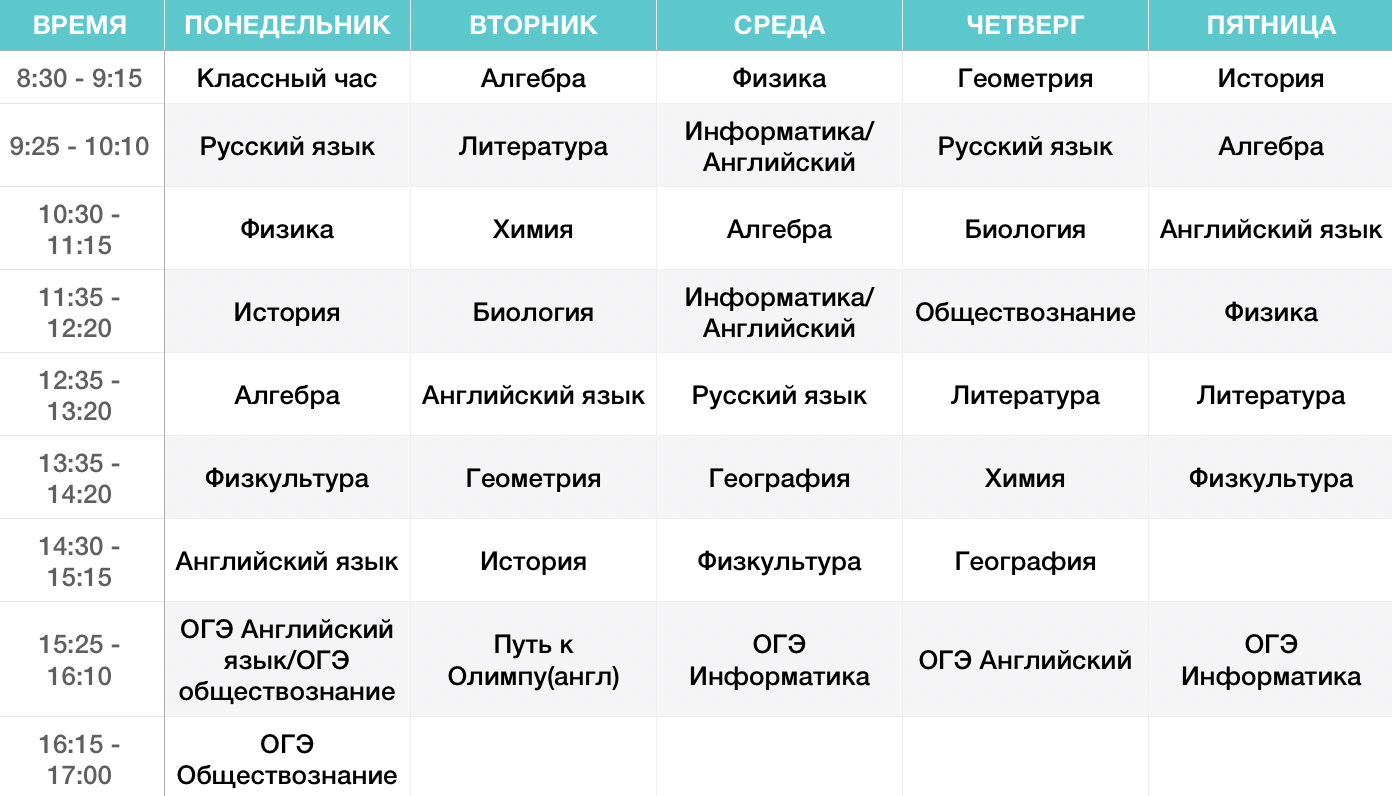 ВРЕМЯ ПОНЕДЕЛЬНИК ВТОРНИК СРЕДА ЧЕТВЕРГ ПЯТНИЦА
8:30 - 9:15 Классный час Алгебра Физика Геометрия История
9:25 - 10:10 Русский язык Литература Информатика/ Английский Русский язык Алгебра
10:30 - 11:15 Физика Химия Алгебра Биология Английский язык
11:35 - 12:20 История Биология Информатика/ Английский Обществознание Физика
12:35 - 13:20 Алгебра Английский язык Русский язык Литература Литература
13:35 - 14:20 Физкультура Геометрия География Химия Физкультура
14:30 - 15:15 Английский язык История Физкультура География
15:25 - 16:10 ОГЭ Английский язык/ОГЭ обществознание Путь к Олимпу(англ) ОГЭ Информатика ОГЭ Английский ОГЭ Информатика
16:15 - 17:00 ОГЭ Обществознание